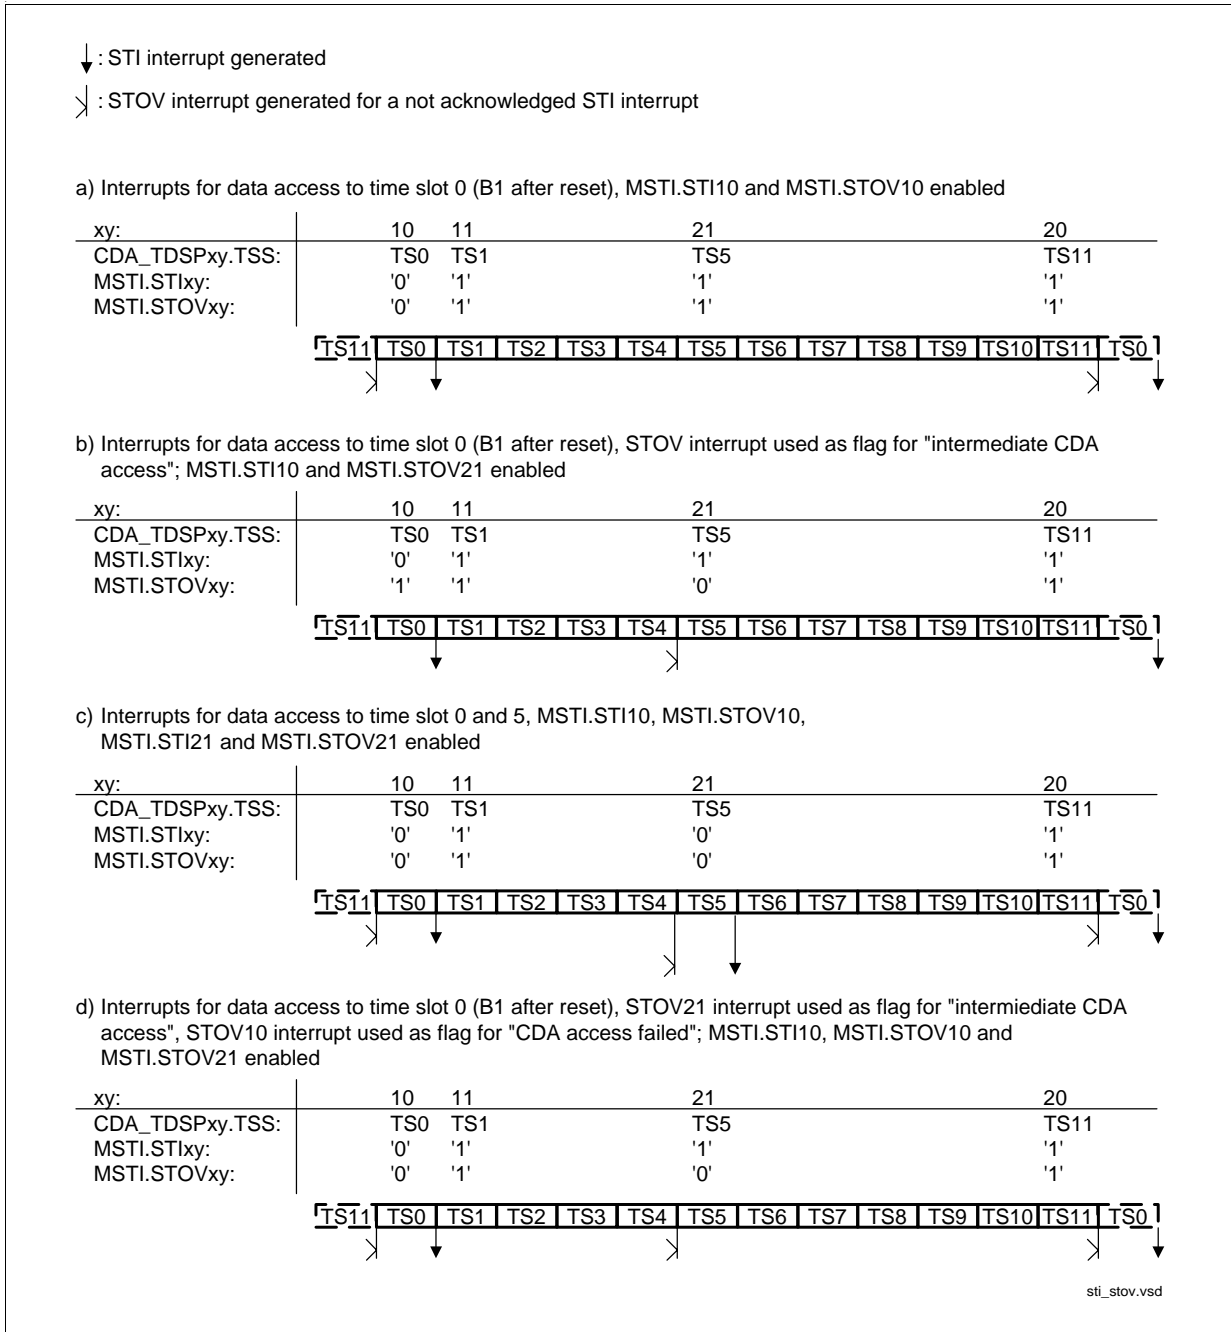 : STI interrupt generated
: STOV interrupt generated for a not acknowledged STI interrupt
a) Interrupts for data access to time slot 0 (B1 after reset), MSTI.STI10 and MSTI.STOV10 enabled
xy: 10 11 21 20
CDA_TDSPxy.TSS: TS0 TS1 TS5 TS11
MSTI.STIxy: '0' '1' '1' '1'
MSTI.STOVxy: '0' '1' '1' '1'
TS11 TS0 TS1 TS2 TS3 TS4 TS5 TS6 TS7 TS8 TS9 TS10 TS11 TS0
b) Interrupts for data access to time slot 0 (B1 after reset), STOV interrupt used as flag for "intermediate CDA
access"; MSTI.STI10 and MSTI.STOV21 enabled
xy: 10 11 21 20
CDA_TDSPxy.TSS: TS0 TS1 TS5 TS11
MSTI.STIxy: '0' '1' '1' '1'
MSTI.STOVxy: '1' '1' '0' '1'
TS11 TS0 TS1 TS2 TS3 TS4 TS5 TS6 TS7 TS8 TS9 TS10 TS11 TS0
c) Interrupts for data access to time slot 0 and 5, MSTI.STI10, MSTI.STOV10,
MSTI.STI21 and MSTI.STOV21 enabled
xy: 10 11 21 20
CDA_TDSPxy.TSS: TS0 TS1 TS5 TS11
MSTI.STIxy: '0' '1' '0' '1'
MSTI.STOVxy: '0' '1' '0' '1'
TS11 TS0 TS1 TS2 TS3 TS4 TS5 TS6 TS7 TS8 TS9 TS10 TS11 TS0
d) Interrupts for data access to time slot 0 (B1 after reset), STOV21 interrupt used as flag for "intermiediate CDA
access", STOV10 interrupt used as flag for "CDA access failed"; MSTI.STI10, MSTI.STOV10 and
MSTI.STOV21 enabled
xy: 10 11 21 20
CDA_TDSPxy.TSS: TS0 TS1 TS5 TS11
MSTI.STIxy: '0' '1' '1' '1'
MSTI.STOVxy: '0' '1' '0' '1'
TS11 TS0 TS1 TS2 TS3 TS4 TS5 TS6 TS7 TS8 TS9 TS10 TS11 TS0
sti_stov.vsd